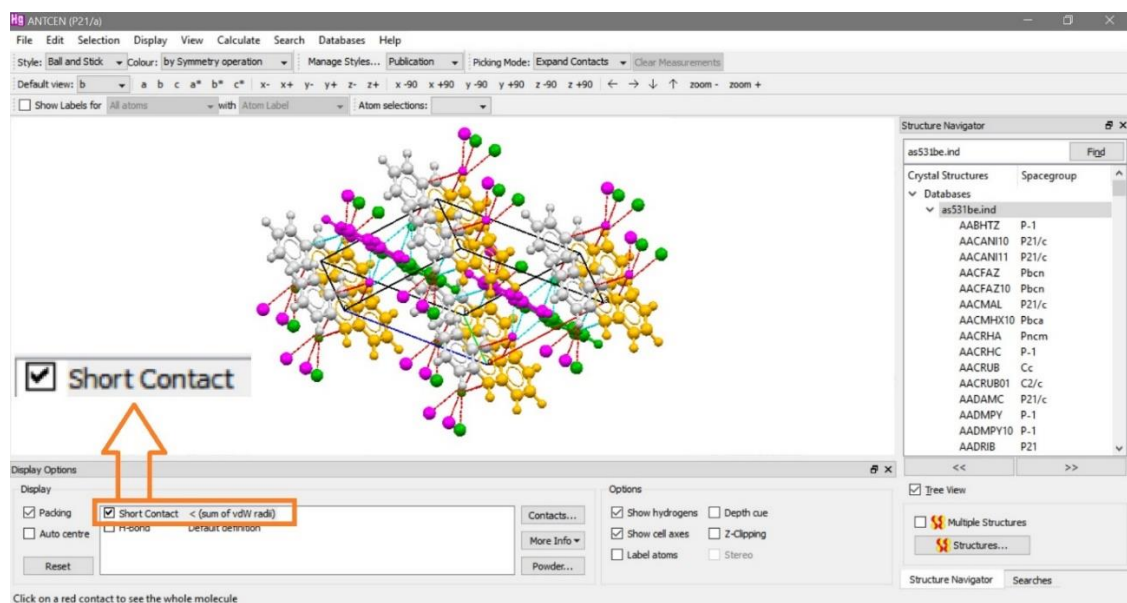 ANTCEN (P21/a)
File Edit Selection Display View Calculate Search Databases Help
Style: Ball and Stick Colour: by Symmetry operation Manage Styles... Publication Picking Mode: Expand Contacts Clear Measurements
Default view: b a b c a* b* c* x- x+ y- y+ z- z+ x -90 x +90 y -90 y +90 z -90 z +90 ← → ↓ ↑ zoom - zoom +
Show Labels for All atoms with Atom Label Atom selections:
Structure Navigator
as531be.ind Find
Crystal Structures Spacegroup
Databases
as531be.ind
AABHTZ P-1
AACANI10 P21/c
AACANI11 P21/c
AACFAZ Pbcn
AACFAZ10 Pbcn
AACMAL P21/c
AACMHX10 Pbca
AACRHA Pncm
AACRHC P-1
AACRUB Cc
AACRUB01 C2/c
AADAMC P21/c
AADMPY P-1
AADMPY10 P-1
AADRIB P21
<< >>
Tree View
Multiple Structures
Structures...
Structure Navigator Searches
Short Contact
Display Options
Display
Packing
Auto centre
Reset
Short Contact < (sum of vdW radii)
H-bond Default definition
Contacts...
More Info
Powder...
Options
Show hydrogens Depth cue
Show cell axes Z-Clipping
Label atoms Stereo
Click on a red contact to see the whole molecule